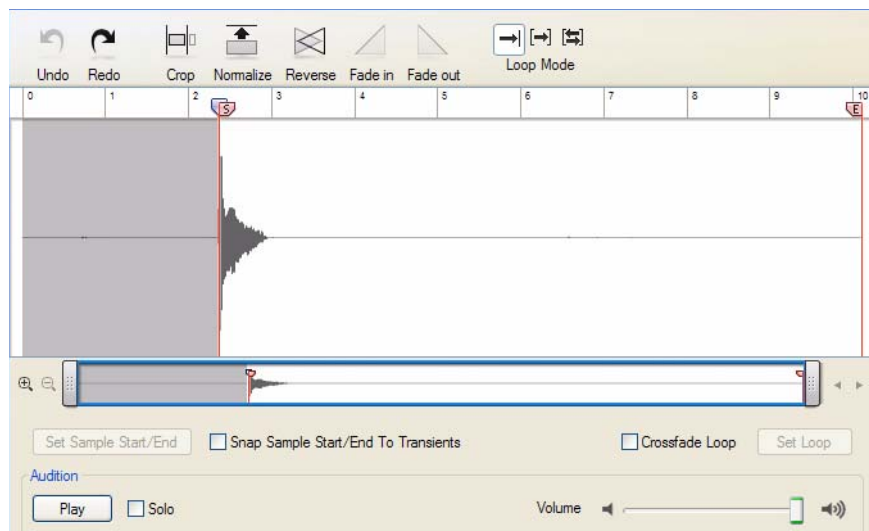 Undo Redo Crop Normalize Reverse Fade in Fade out Loop Mode
0 1 2 3 4 5 6 7 8 9 10
S E
Set Sample Start/End Snap Sample Start/End To Transients Crossfade Loop Set Loop
Audition
Play Solo Volume